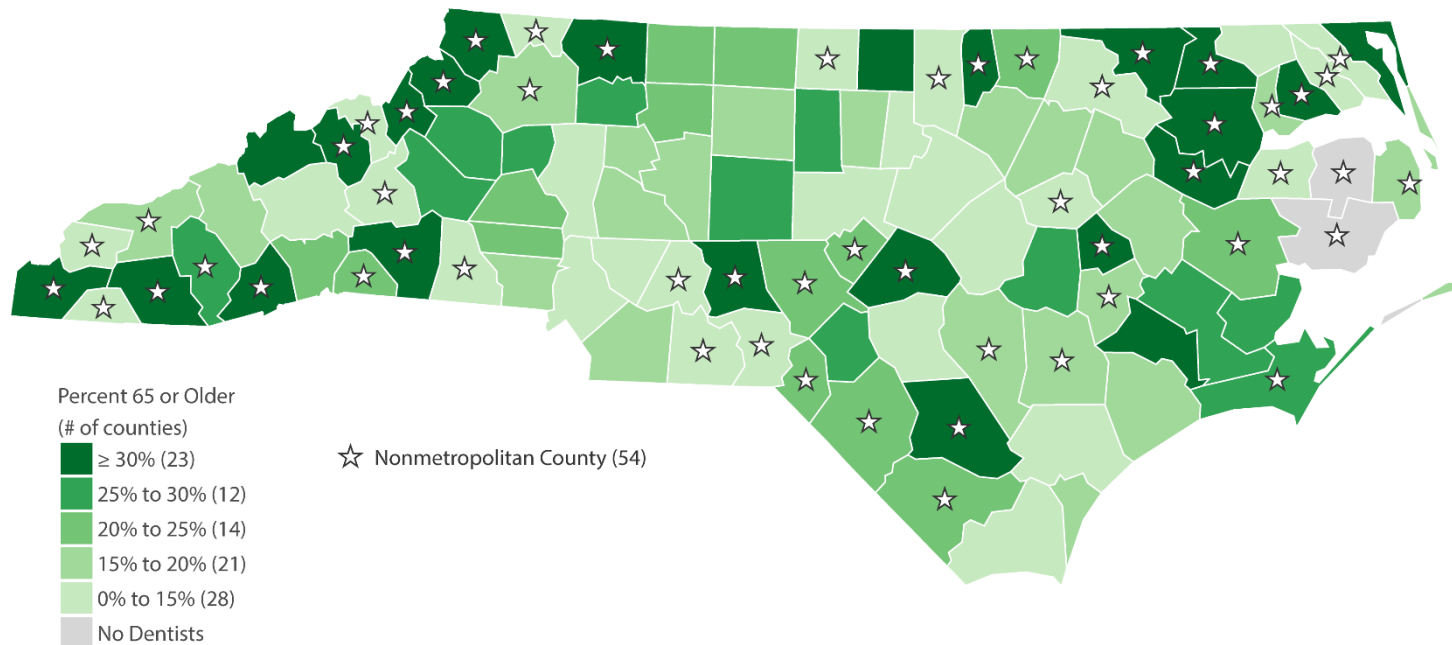 Percent 65 or Older
(# of counties)
≥ 30% (23)
25% to 30% (12)
20% to 25% (14)
15% to 20% (21)
0% to 15% (28)
No Dentists
Nonmetropolitan County (54)